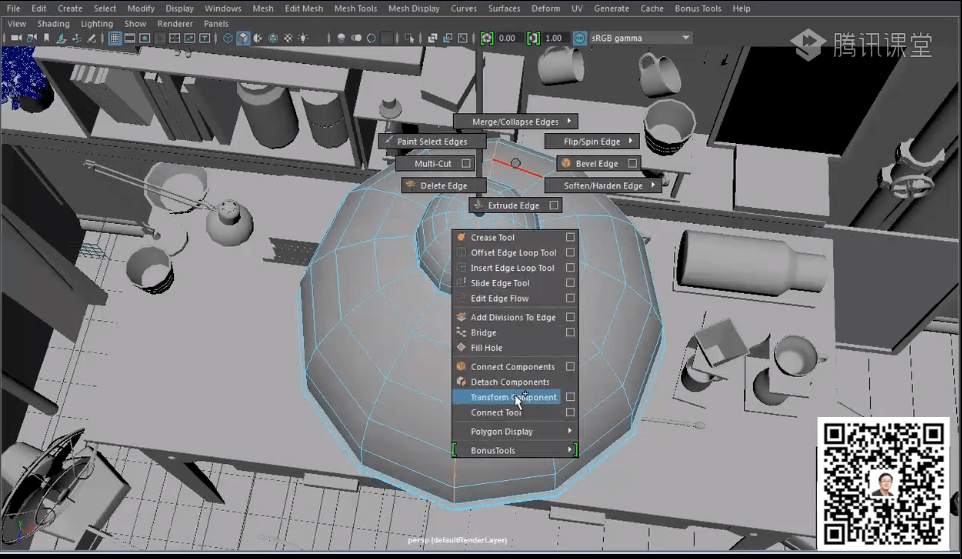 File Edit Create Select Modify Display Windows Mesh Edit Mesh Mesh Tools Mesh Display Curves Surfaces Deform UV Generate Cache Bonus Tools Help
View Shading Lighting Show Renderer Panels
0.00 1.00 sRGB gamma
腾讯课堂
Merge/Collapse Edges
Paint Select Edges Flip/Spin Edge
Multi-Cut Bevel Edge
Delete Edge Soften/Harden Edge
Extrude Edge
Crease Tool
Offset Edge Loop Tool
Insert Edge Loop Tool
Slide Edge Tool
Edit Edge Flow
Add Divisions To Edge
Bridge
Fill Hole
Connect Components
Detach Components
Transform Component
Connect Tool
Polygon Display
BonusTools
persp (defaultRenderLayer)